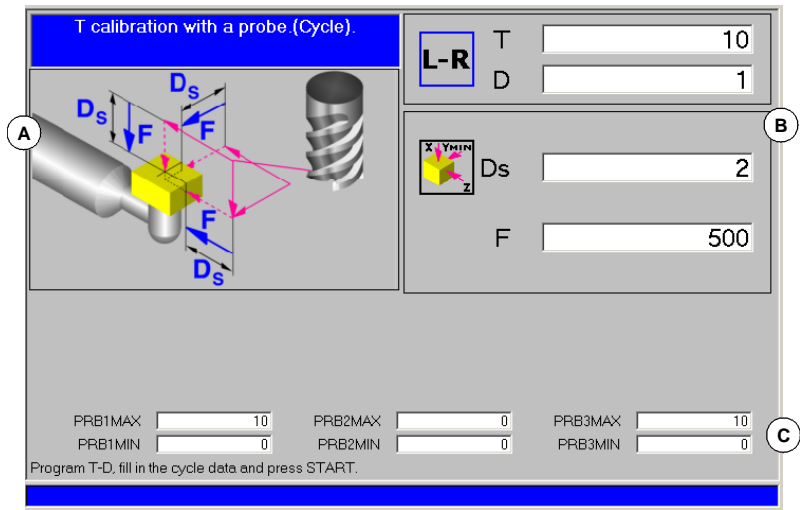 T calibration with a probe.(Cycle).
L-R
T 10
D 1
A
B
Ds
Ds
F
F
F
Ds
X YMIN
Z
Ds 2
F 500
PRB1MAX 10 PRB2MAX 0 PRB3MAX 10
PRB1MIN 0 PRB2MIN 0 PRB3MIN 0
C
Program T-D, fill in the cycle data and press START.